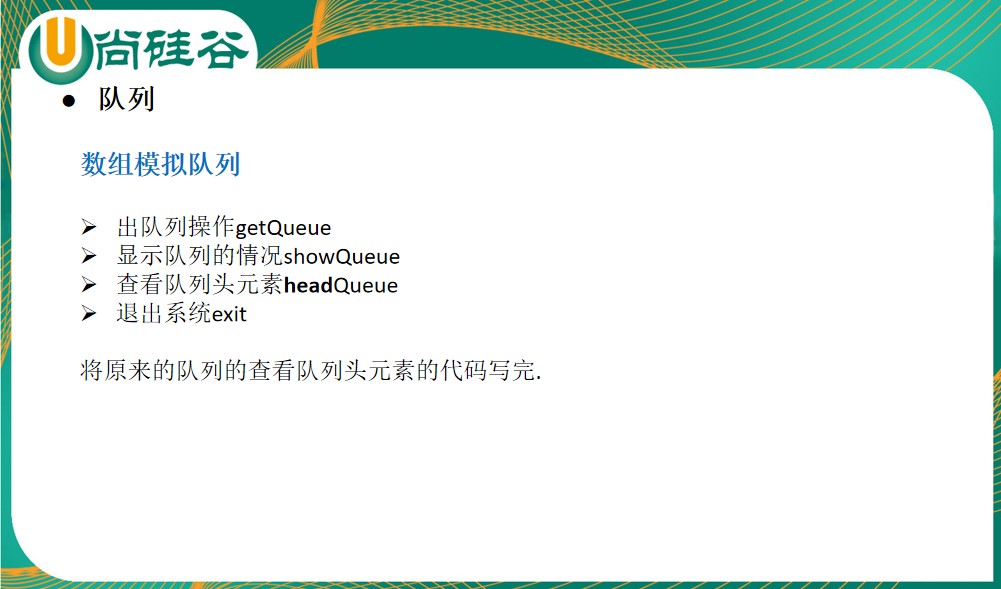 尚硅谷
● 队列
数组模拟队列
➢ 出队列操作getQueue
➢ 显示队列的情况showQueue
➢ 查看队列头元素headQueue
➢ 退出系统exit
将原来的队列的查看队列头元素的代码写完.